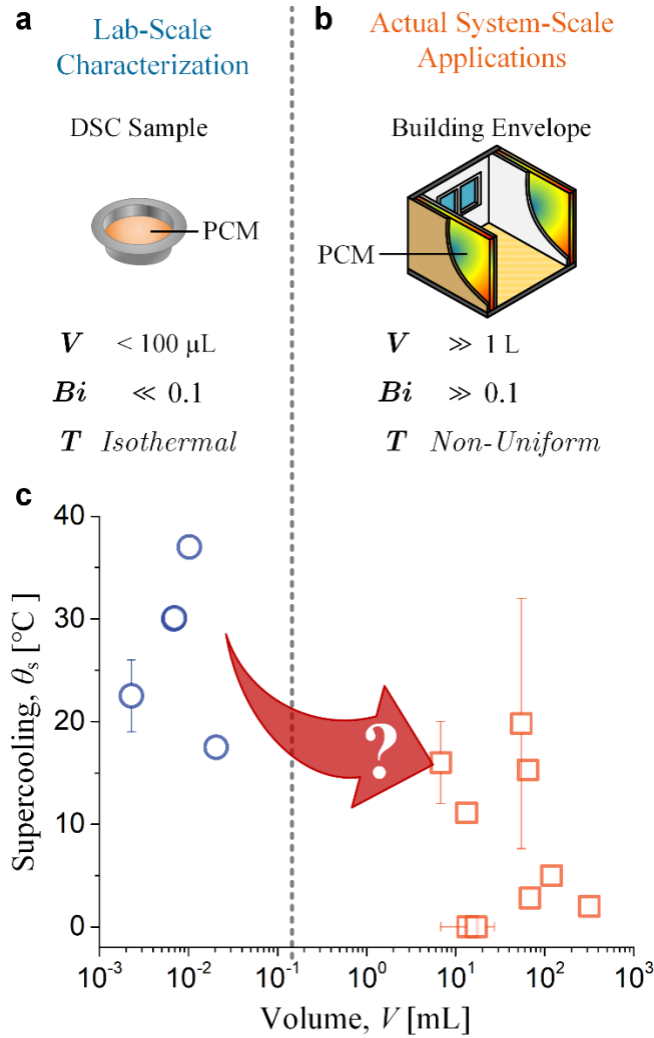 a
Lab-Scale
Characterization
DSC Sample
PCM
V < 100 μL
Bi ≪ 0.1
T Isothermal
b
Actual System-Scale
Applications
Building Envelope
PCM
V ≫ 1 L
Bi ≫ 0.1
T Non-Uniform
c
Supercooling, θs [°C]
40
30
20
10
0
?
10⁻³ 10⁻² 10⁻¹ 10⁰ 10¹ 10² 10³
Volume, V [mL]